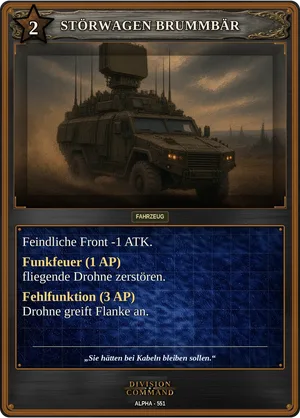 2
STÖRWAGEN BRUMMBÄR
FAHRZEUG
Feindliche Front -1 ATK.
Funkfeuer (1 AP)
fliegende Drohne zerstören.
Fehlfunktion (3 AP)
Drohne greift Flanke an.
„Sie hätten bei Kabeln bleiben sollen.“
DIVISION
COMMAND
ALPHA - 551